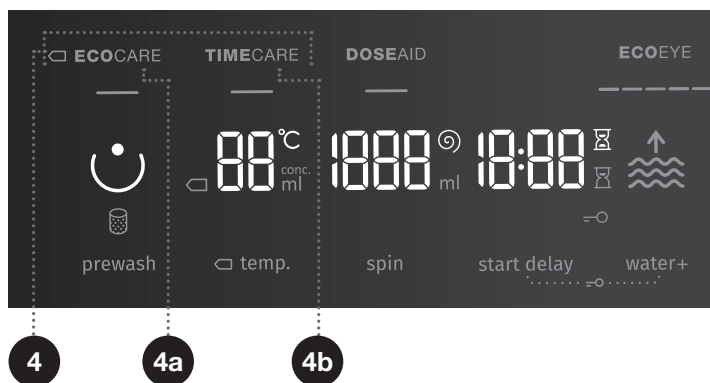 ECOCARE TIMECARE DOSEAID ECOEYE
88 °C 1888 18:88
conc.
ml ml
prewash temp. spin start delay water+
4 4a 4b